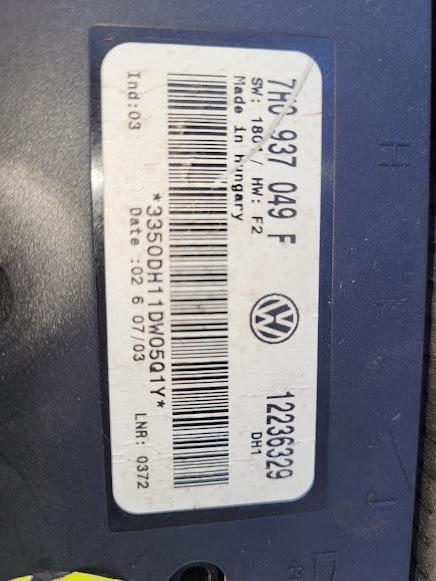 7H0 937 049 F
12236329
SW: 180 / HW: F2
DH1
Made in Hungary
*3350DH11DW05Q1Y*
Ind:03
Date :02 6 07/03
LNR: 0372
H
J